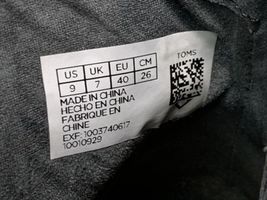 US UK EU CM
9 7 40 26
TOMS
MADE IN CHINA
HECHO EN CHINA
FABRIQUE EN
CHINE
EXF: 1003740617
10010929